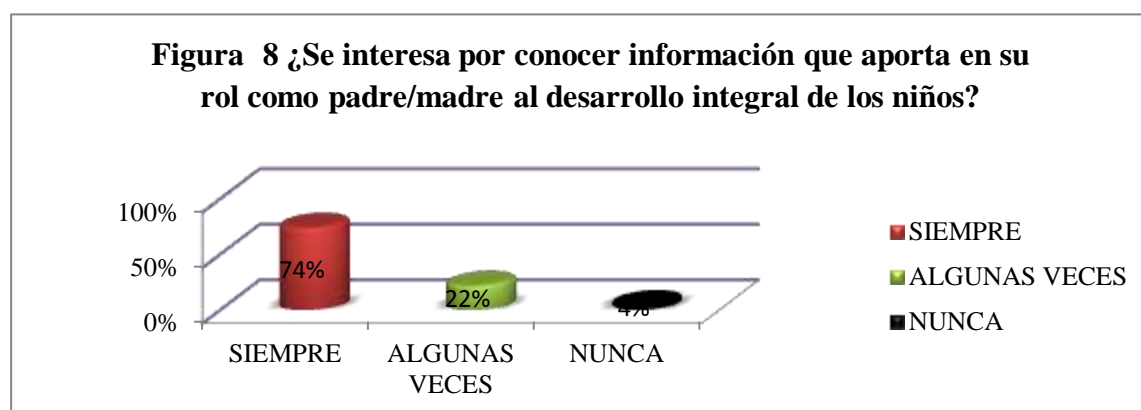 Figura 8 ¿Se interesa por conocer información que aporta en su
rol como padre/madre al desarrollo integral de los niños?
100%
50%
0%
74%
22%
4%
SIEMPRE
ALGUNAS
VECES
NUNCA
SIEMPRE
ALGUNAS VECES
NUNCA